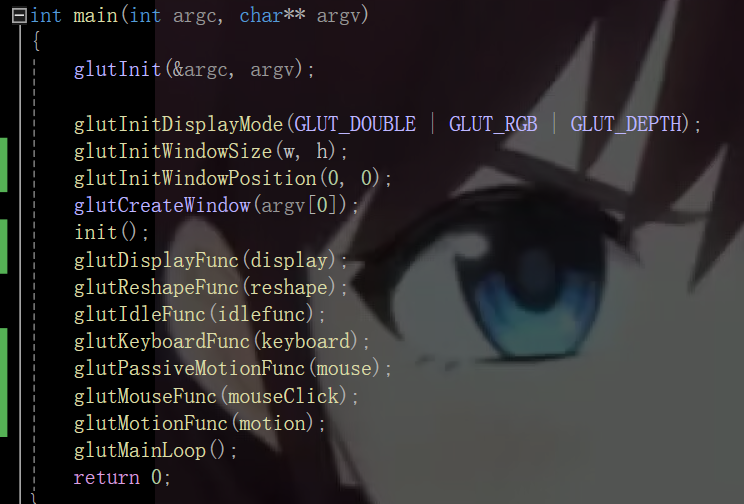 int main(int argc, char** argv)
{
glutInit(&argc, argv);
glutInitDisplayMode(GLUT_DOUBLE | GLUT_RGB | GLUT_DEPTH);
glutInitWindowSize(w, h);
glutInitWindowPosition(0, 0);
glutCreateWindow(argv[0]);
init();
glutDisplayFunc(display);
glutReshapeFunc(reshape);
glutIdleFunc(idlefunc);
glutKeyboardFunc(keyboard);
glutPassiveMotionFunc(mouse);
glutMouseFunc(mouseClick);
glutMotionFunc(motion);
glutMainLoop();
return 0;
}